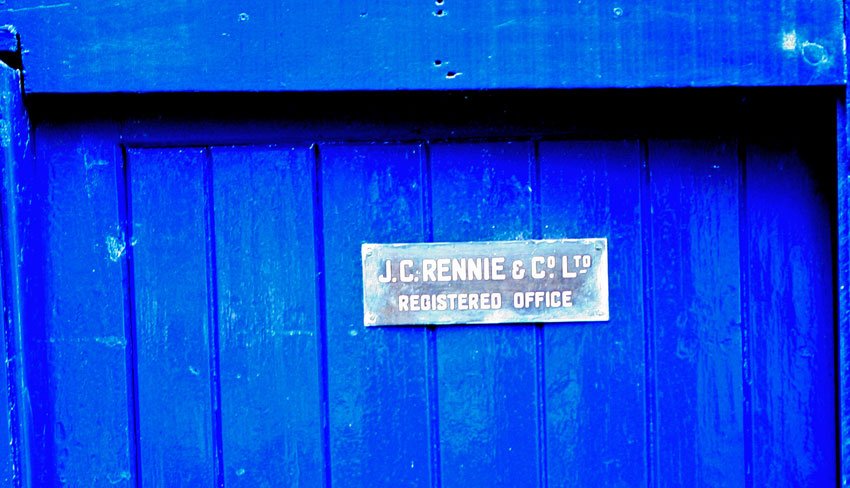 J.C. RENNIE & Cº. LTD
REGISTERED OFFICE